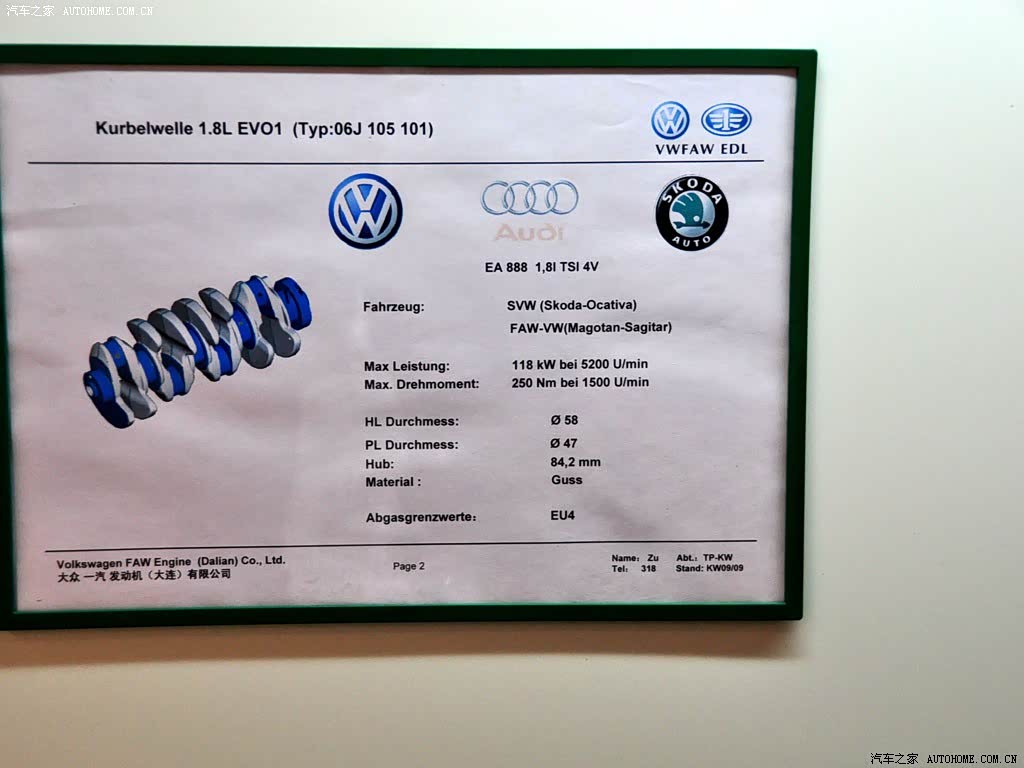 汽车之家 AUTOHOME.COM.CN
Kurbelwelle 1.8L EVO1 (Typ:06J 105 101)
VWFAW EDL
Audi
SKODA
AUTO
EA 888 1,8l TSI 4V
Fahrzeug: SVW (Skoda-Ocativa)
FAW-VW(Magotan-Sagitar)
Max Leistung: 118 kW bei 5200 U/min
Max. Drehmoment: 250 Nm bei 1500 U/min
HL Durchmess: Ø 58
PL Durchmess: Ø 47
Hub: 84,2 mm
Material : Guss
Abgasgrenzwerte: EU4
Volkswagen FAW Engine (Dalian) Co., Ltd.
大众 一汽 发动机（大连）有限公司
Page 2
Name: Zu Abt.: TP-KW
Tel: 318 Stand: KW09/09
汽车之家 AUTOHOME.COM.CN